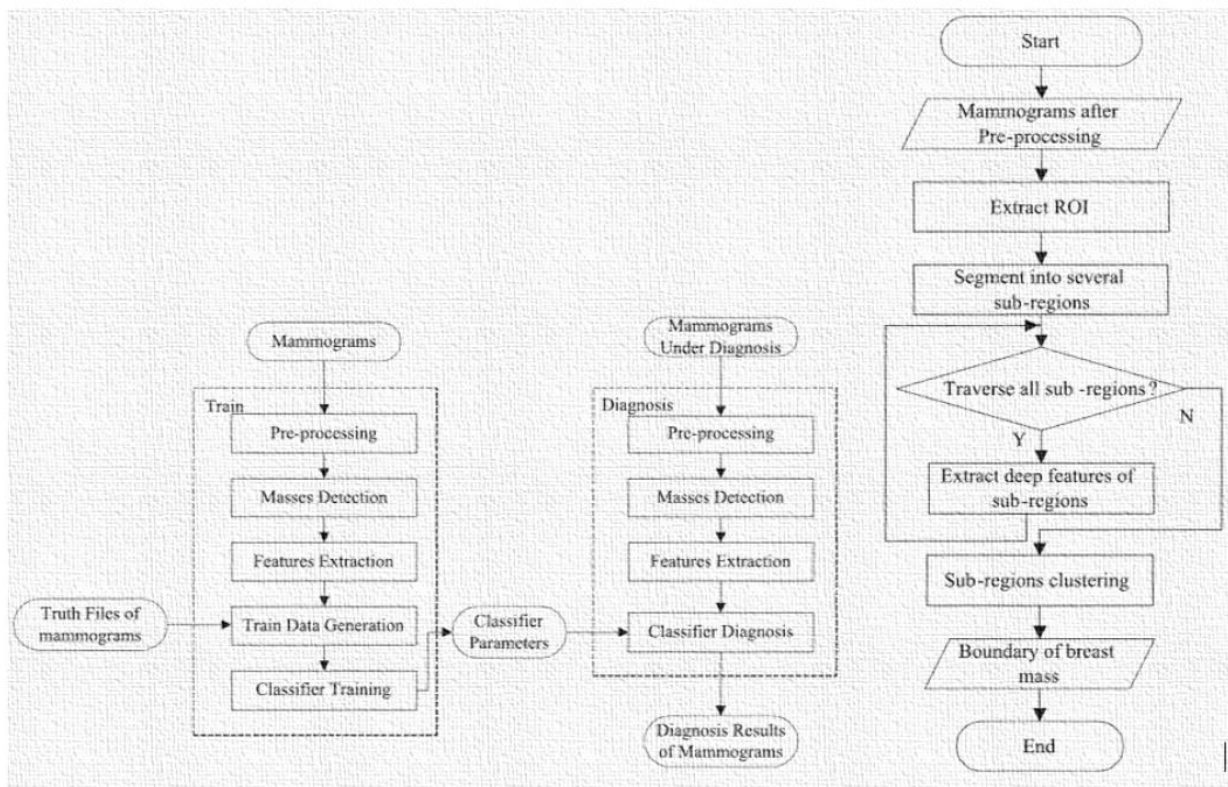 Mammograms
Train
Pre-processing
Masses Detection
Features Extraction
Truth Files of
mammograms
Train Data Generation
Classifier Training
Classifier
Parameters
Mammograms
Under Diagnosis
Diagnosis
Pre-processing
Masses Detection
Features Extraction
Classifier Diagnosis
Diagnosis Results
of Mammograms
Start
Mammograms after
Pre-processing
Extract ROI
Segment into several
sub-regions
Traverse all sub-regions?
N
Y
Extract deep features of
sub-regions
Sub-regions clustering
Boundary of breast
mass
End